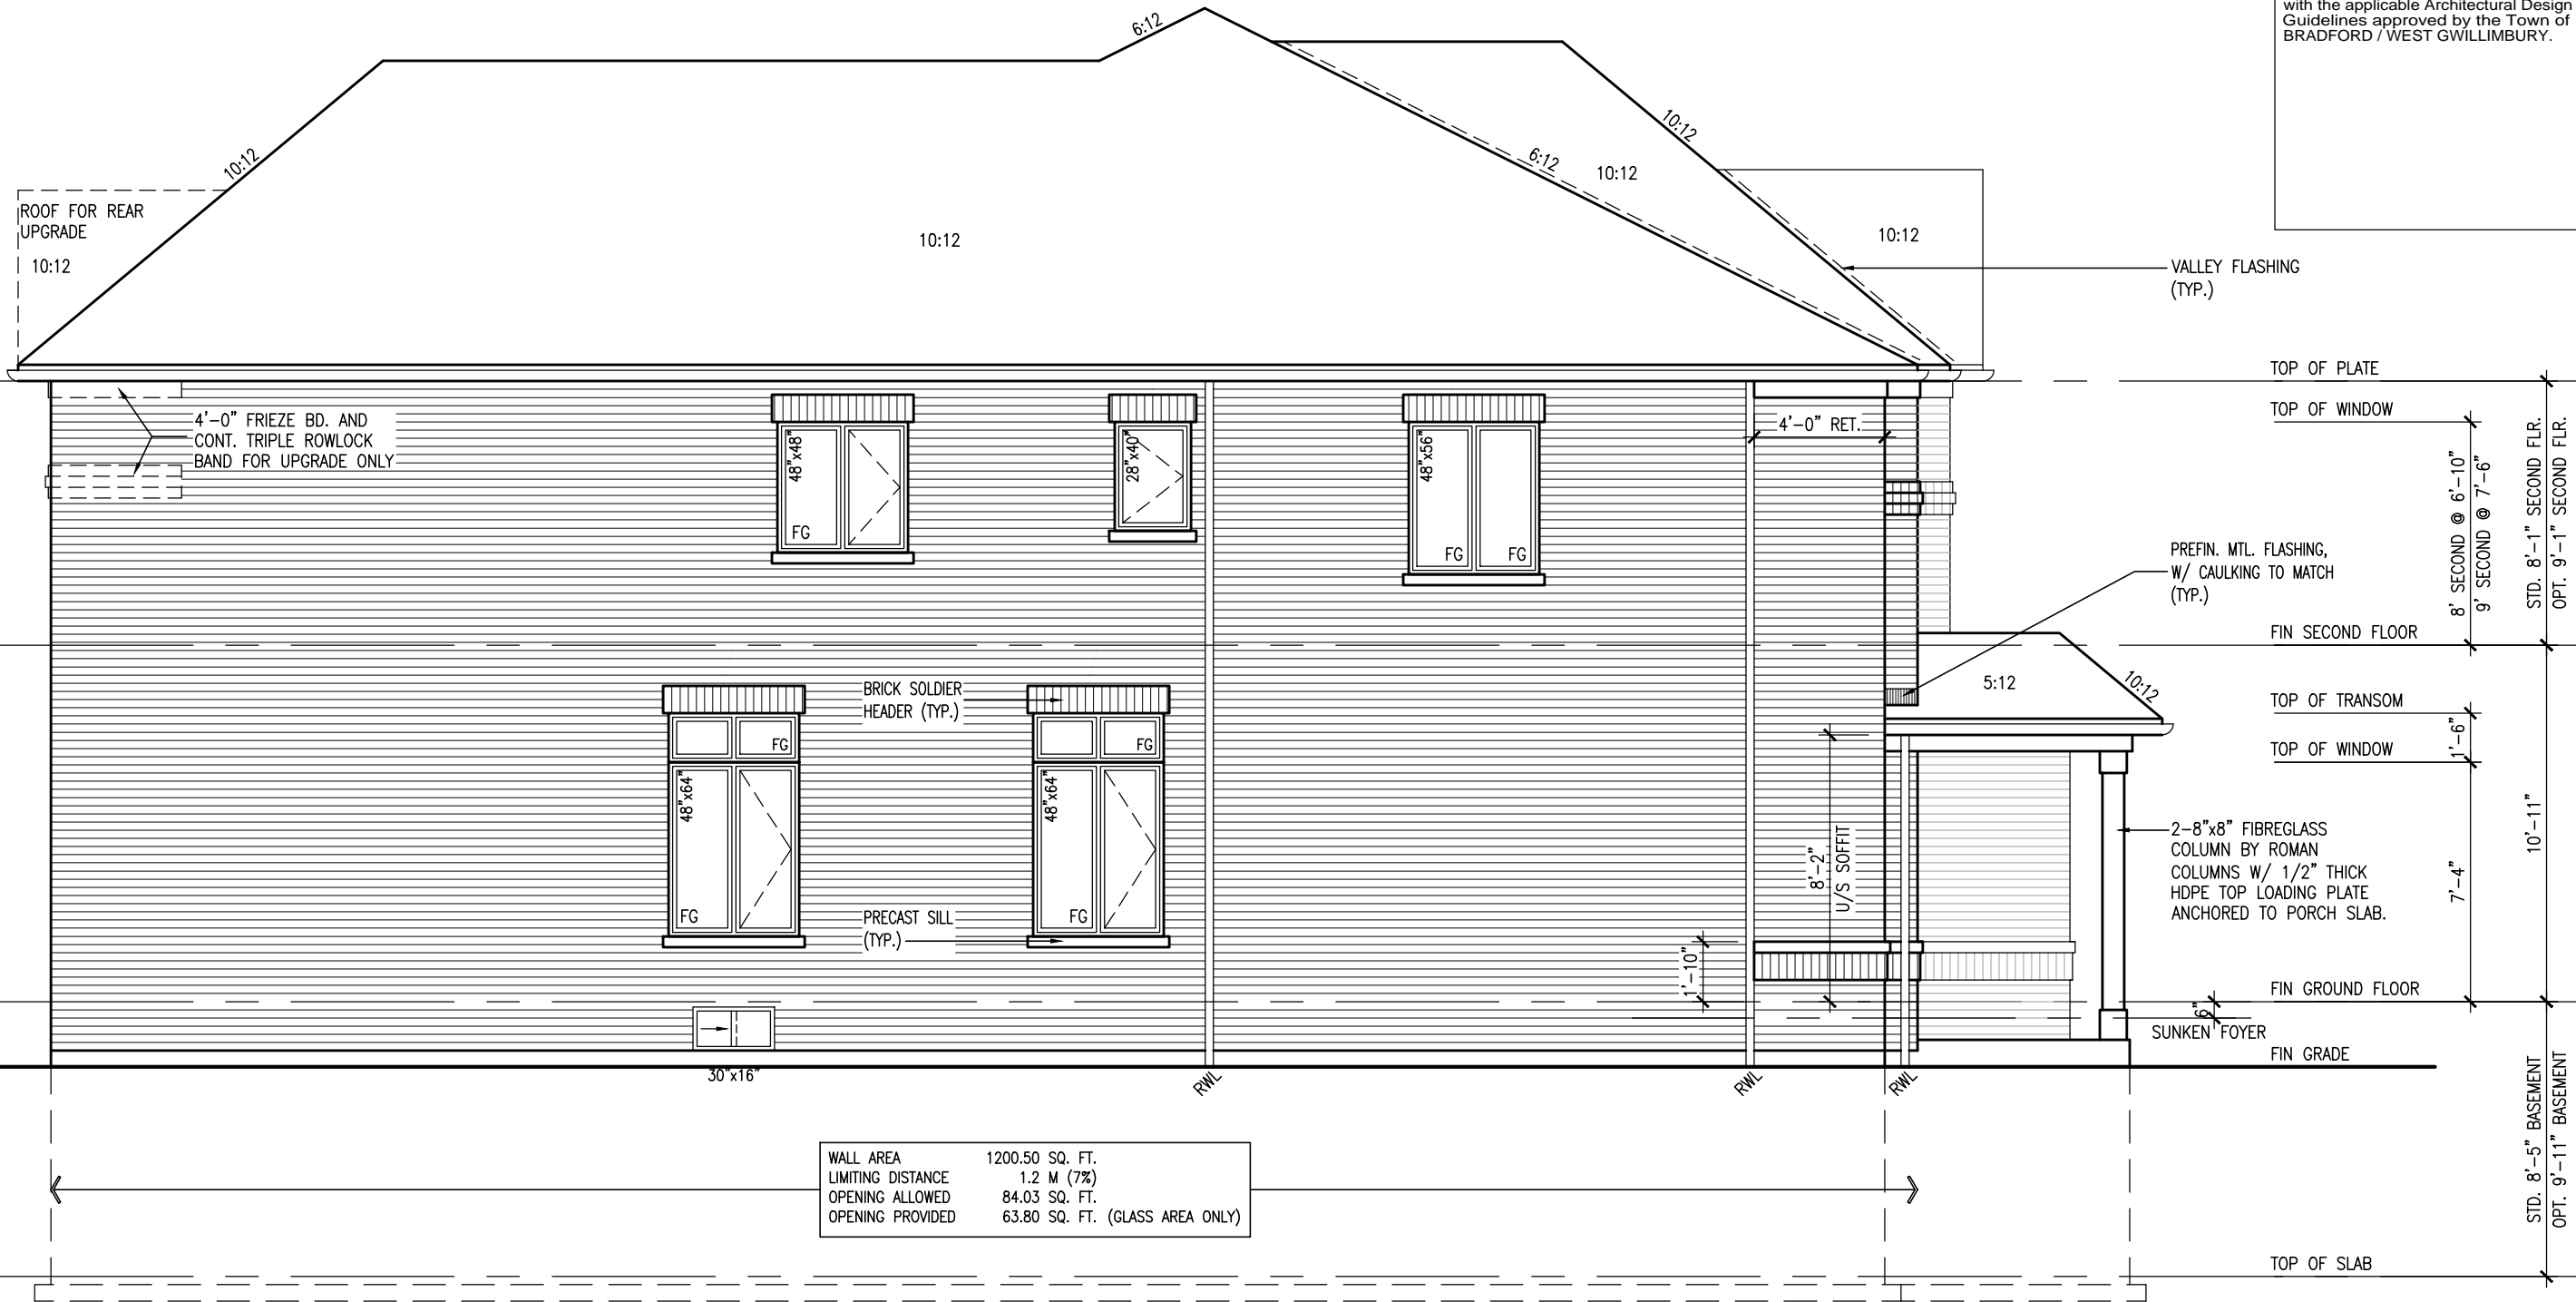 with the applicable Architectural Design
Guidelines approved by the Town of
BRADFORD / WEST GWILLIMBURY.
6:12
10:12
10:12
6:12
10:12
ROOF FOR REAR
UPGRADE
10:12
10:12
10:12
VALLEY FLASHING
(TYP.)
TOP OF PLATE
TOP OF WINDOW
4'-0" FRIEZE BD. AND
CONT. TRIPLE ROWLOCK
BAND FOR UPGRADE ONLY
48"x48"
FG
28"x40"
48"x56"
FG
FG
4'-0" RET.
8' SECOND @ 6'-10"
9' SECOND @ 7'-6"
STD. 8'-1" SECOND FLR.
OPT. 9'-1" SECOND FLR.
PREFIN. MTL. FLASHING,
W/ CAULKING TO MATCH
(TYP.)
FIN SECOND FLOOR
BRICK SOLDIER
HEADER (TYP.)
5:12
10:12
TOP OF TRANSOM
1'-6"
TOP OF WINDOW
FG
48"x64"
FG
FG
48"x64"
FG
PRECAST SILL
(TYP.)
8'-2"
U/S SOFFIT
1'-10"
2-8"x8" FIBREGLASS
COLUMN BY ROMAN
COLUMNS W/ 1/2" THICK
HDPE TOP LOADING PLATE
ANCHORED TO PORCH SLAB.
7'-4"
10'-11"
FIN GROUND FLOOR
6"
SUNKEN FOYER
FIN GRADE
30"x16"
RWL
RWL
RWL
STD. 8'-5" BASEMENT
OPT. 9'-11" BASEMENT
WALL AREA 1200.50 SQ. FT.
LIMITING DISTANCE 1.2 M (7%)
OPENING ALLOWED 84.03 SQ. FT.
OPENING PROVIDED 63.80 SQ. FT. (GLASS AREA ONLY)
TOP OF SLAB